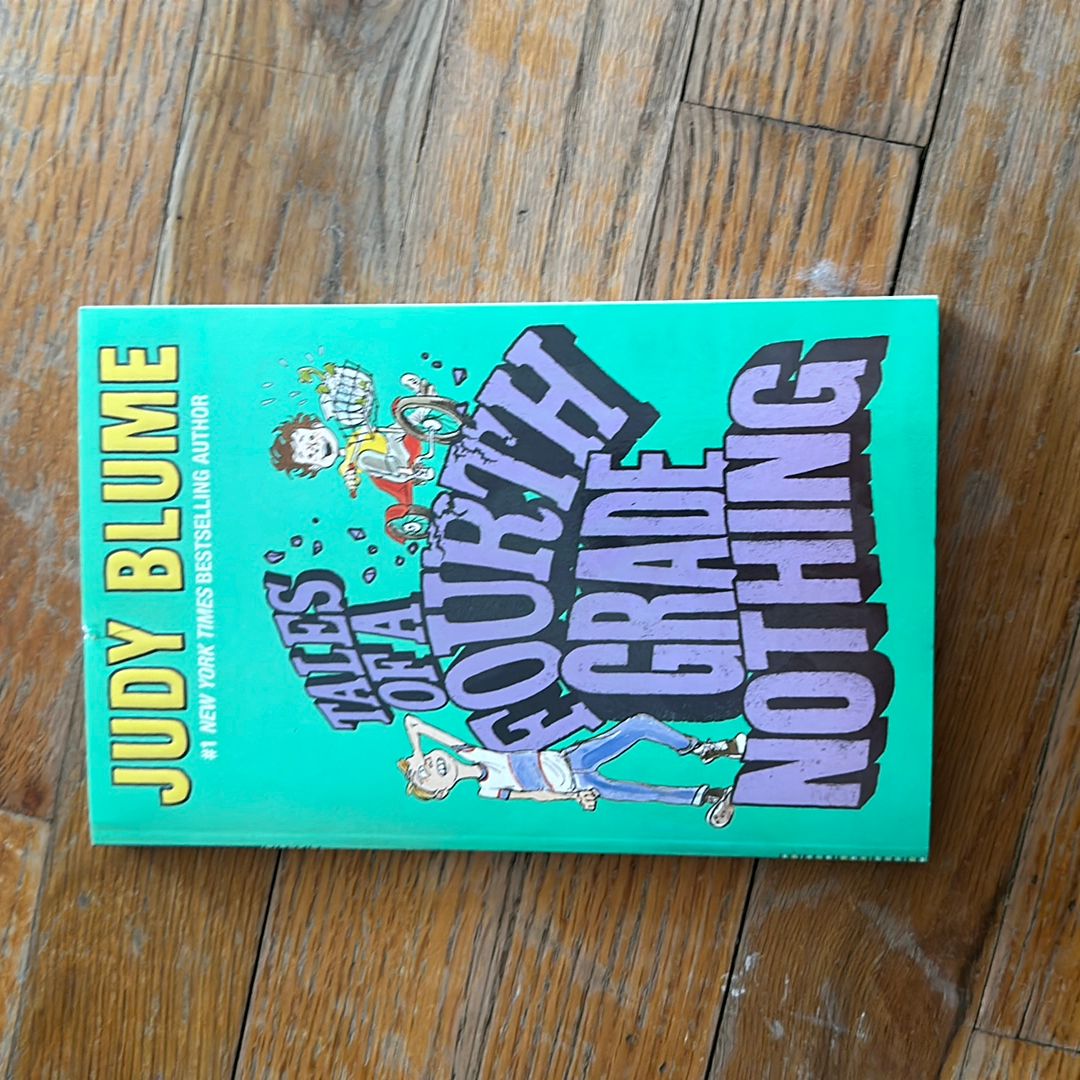 JUDY BLUME
#1 NEW YORK TIMES BESTSELLING AUTHOR
TALES
OF A
FOURTH
GRADE
NOTHING